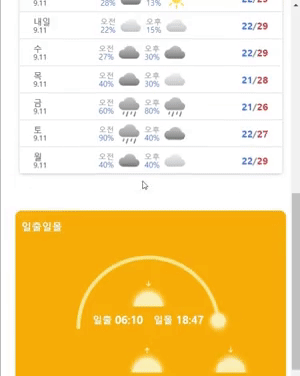 28% 13% 22/29
내일 오전 오후
9.11 22% 15% 22/29
수 오전 오후
9.11 27% 30% 22/29
목 오전 오후
9.11 40% 30% 21/28
금 오전 오후
9.11 60% 80% 21/26
토 오전 오후
9.11 90% 40% 22/27
월 오전 오후
9.11 40% 40% 22/29
일출일몰
일출 06:10 일몰 18:47